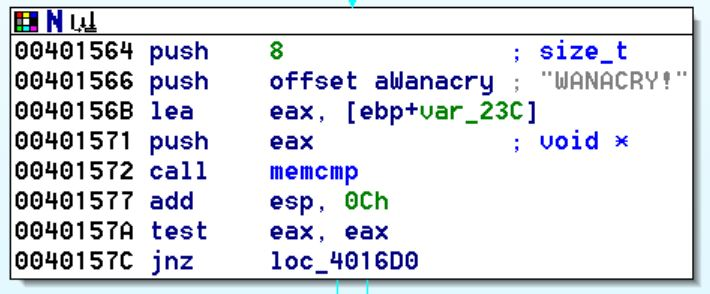 00401564 push 8 ; size_t
00401566 push offset aWanacry ; "WANACRY!"
0040156B lea eax, [ebp+var_23C]
00401571 push eax ; void *
00401572 call memcmp
00401577 add esp, 0Ch
0040157A test eax, eax
0040157C jnz loc_4016D0